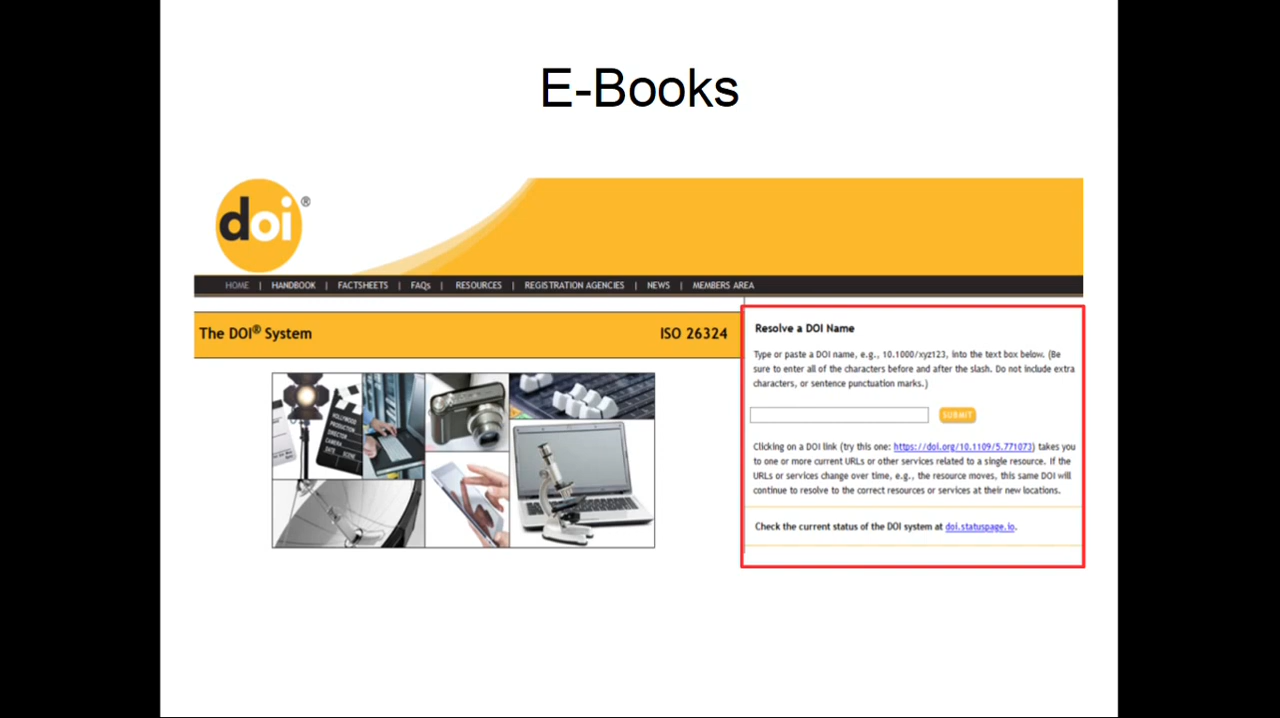 E-Books
doi®
HOME | HANDBOOK | FACTSHEETS | FAQs | RESOURCES | REGISTRATION AGENCIES | NEWS | MEMBERS AREA
The DOI® System ISO 26324
Resolve a DOI Name
Type or paste a DOI name, e.g., 10.1000/xyz123, into the text box below. (Be
sure to enter all of the characters before and after the slash. Do not include extra
characters, or sentence punctuation marks.)
SUBMIT
Clicking on a DOI link (try this one: https://doi.org/10.1109/5.771073) takes you
to one or more current URLs or other services related to a single resource. If the
URLs or services change over time, e.g., the resource moves, this same DOI will
continue to resolve to the correct resources or services at their new locations.
Check the current status of the DOI system at doi.statuspage.io.
HOLLYWOOD
PRODUCTION
DIRECTOR
CAMERA
DATE SCENE